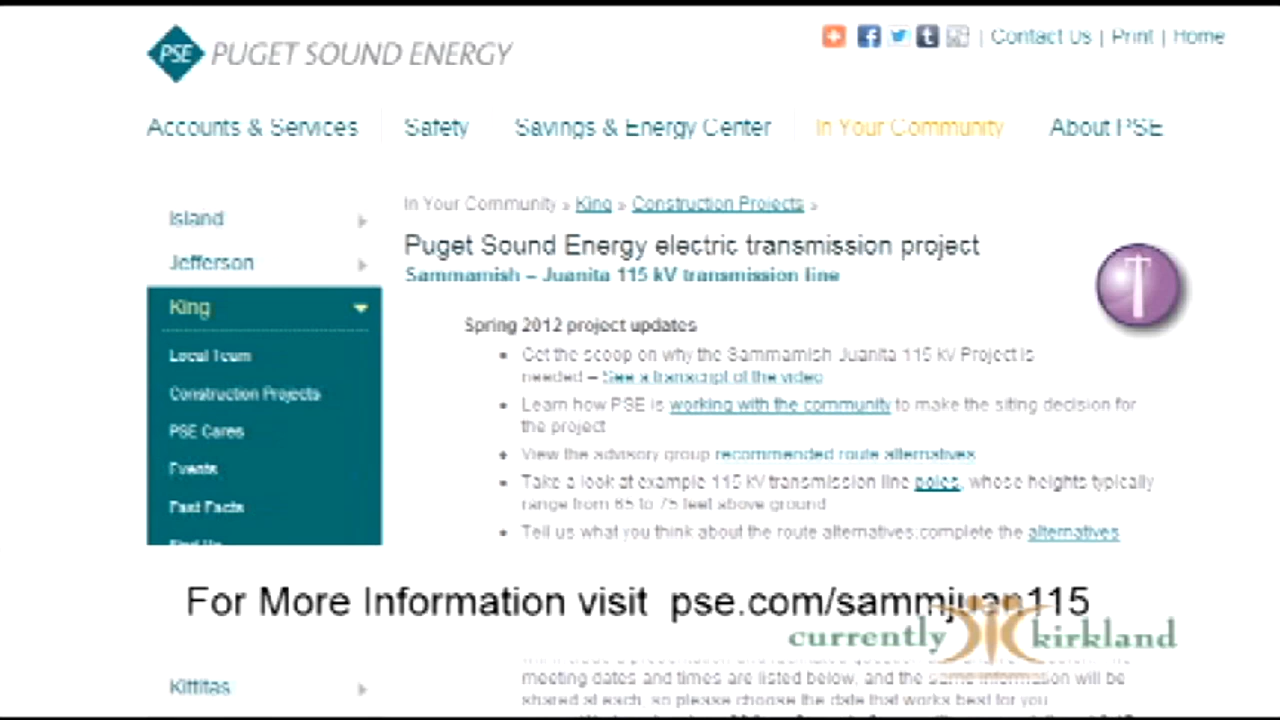 PSE PUGET SOUND ENERGY
| Contact Us | Print | Home
Accounts & Services Safety Savings & Energy Center In Your Community About PSE
Island
Jefferson
King
Local Team
Construction Projects
PSE Cares
Events
Fast Facts
Find Us
Kittitas
In Your Community » King » Construction Projects »
Puget Sound Energy electric transmission project
Sammamish – Juanita 115 kV transmission line
Spring 2012 project updates
• Get the scoop on why the Sammamish-Juanita 115 kV Project is
needed – See a transcript of the video
• Learn how PSE is working with the community to make the siting decision for
the project
• View the advisory group recommended route alternatives
• Take a look at example 115 kV transmission line poles, whose heights typically
range from 65 to 75 feet above ground
• Tell us what you think about the route alternatives:complete the alternatives
For More Information visit pse.com/sammjuan115
currently kirkland
meeting dates and times are listed below, and the same information will be
shared at each, so please choose the date that works best for you